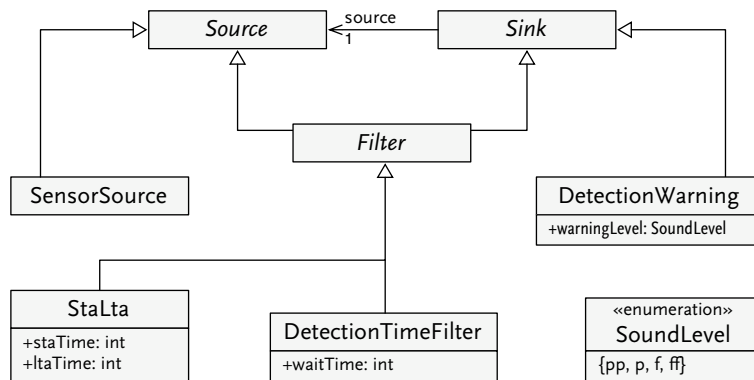 Source
source
1
Sink
Filter
SensorSource
DetectionWarning
+warningLevel: SoundLevel
StaLta
+staTime: int
+ltaTime: int
DetectionTimeFilter
+waitTime: int
«enumeration»
SoundLevel
{pp, p, f, ff}